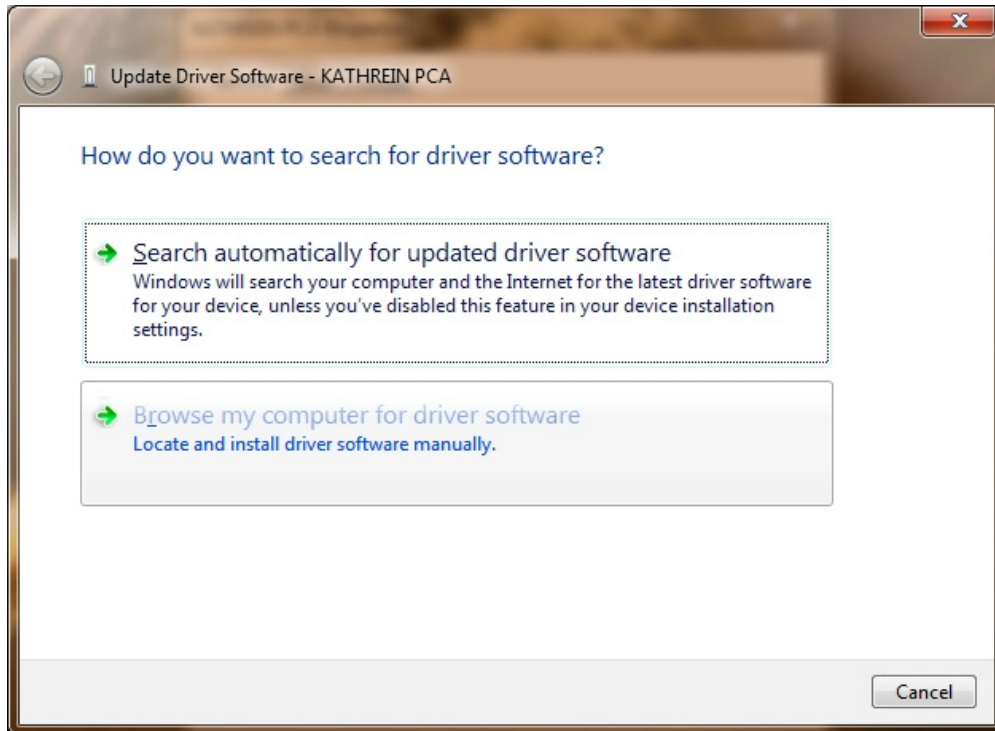 Update Driver Software - KATHREIN PCA
How do you want to search for driver software?
Search automatically for updated driver software
Windows will search your computer and the Internet for the latest driver software
for your device, unless you've disabled this feature in your device installation
settings.
Browse my computer for driver software
Locate and install driver software manually.
Cancel